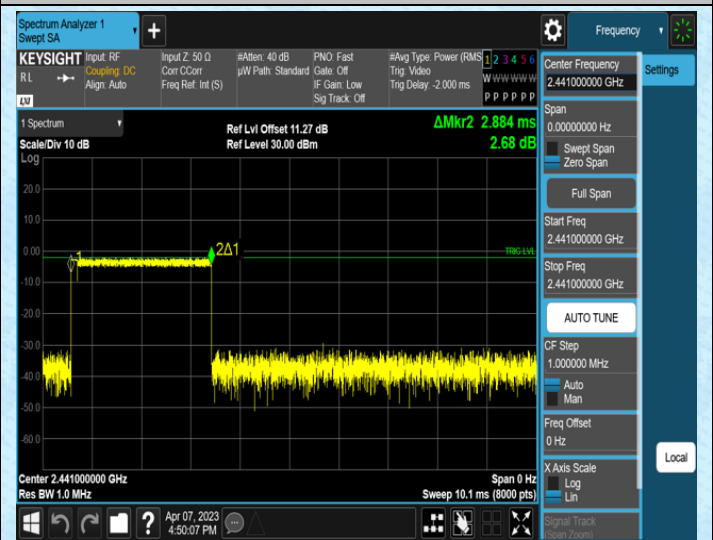 Spectrum Analyzer 1
Swept SA
+
Frequency
KEYSIGHT
RL
LXI
Input: RF
Coupling: DC
Align: Auto
Input Z: 50 Ω
Corr CCorr
Freq Ref: Int (S)
#Atten: 40 dB
µW Path: Standard
PNO: Fast
Gate: Off
IF Gain: Low
Sig Track: Off
#Avg Type: Power (RMS
Trig: Video
Trig Delay: -2.000 ms
1 2 3 4 5 6
W W W W W W
P P P P P P
1 Spectrum
Scale/Div 10 dB
Log
Ref Lvl Offset 11.27 dB
Ref Level 30.00 dBm
ΔMkr2 2.884 ms
2.68 dB
20.0
10.0
0.00
-10.0
-20.0
-30.0
-40.0
-50.0
-60.0
1
2Δ1
TRIG LVL
Center 2.441000000 GHz
Res BW 1.0 MHz
Span 0 Hz
Sweep 10.1 ms (8000 pts)
?
Apr 07, 2023
4:50:07 PM
Center Frequency
2.441000000 GHz
Settings
Span
0.00000000 Hz
Swept Span
Zero Span
Full Span
Start Freq
2.441000000 GHz
Stop Freq
2.441000000 GHz
AUTO TUNE
CF Step
1.000000 MHz
Auto
Man
Freq Offset
0 Hz
X Axis Scale
Log
Lin
Local
Signal Track
(Span Zoom)